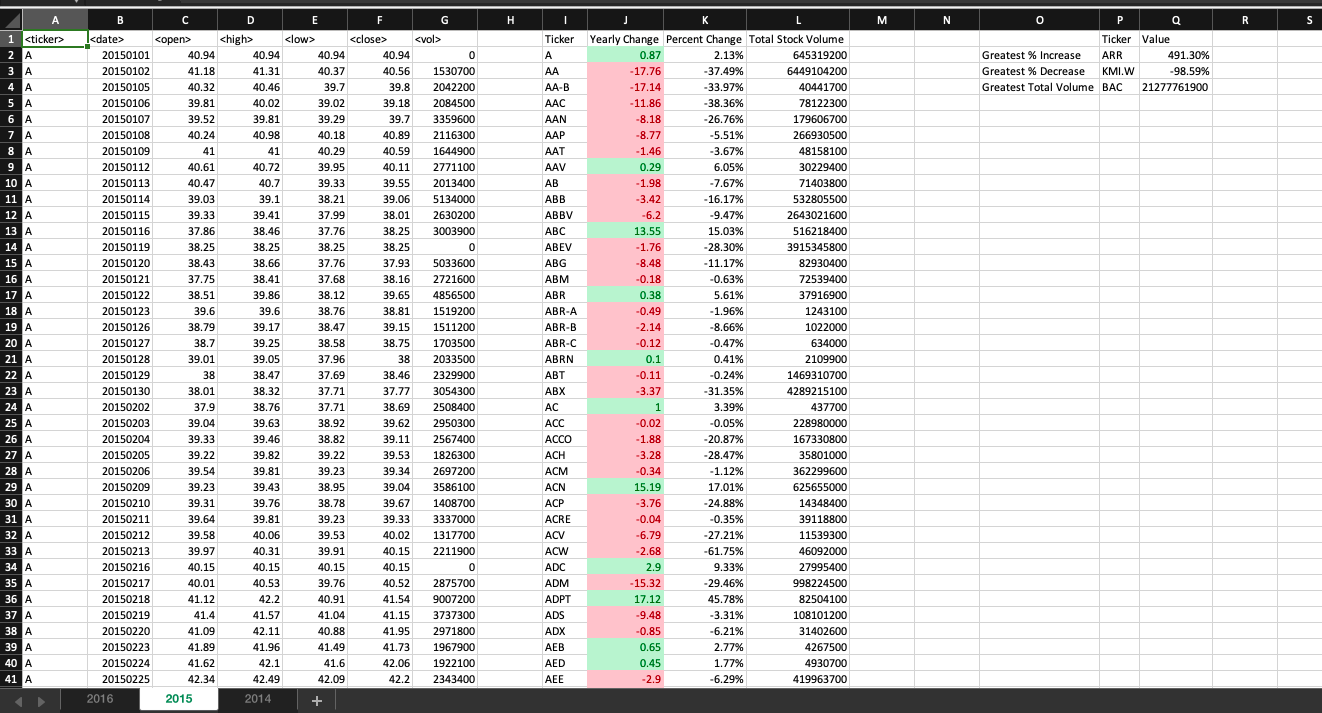 A B C D E F G H I J K L M N O P Q R S
1 <ticker> <date> <open> <high> <low> <close> <vol> Ticker Yearly Change Percent Change Total Stock Volume Ticker Value
2 A 20150101 40.94 40.94 40.94 40.94 0 A 0.87 2.13% 645319200 Greatest % Increase ARR 491.30%
3 A 20150102 41.18 41.31 40.37 40.56 1530700 AA -17.76 -37.49% 6449104200 Greatest % Decrease KMI.W -98.59%
4 A 20150105 40.32 40.46 39.7 39.8 2042200 AA-B -17.14 -33.97% 40441700 Greatest Total Volume BAC 21277761900
5 A 20150106 39.81 40.02 39.02 39.18 2084500 AAC -11.86 -38.36% 78122300
6 A 20150107 39.52 39.81 39.29 39.7 3359600 AAN -8.18 -26.76% 179606700
7 A 20150108 40.24 40.98 40.18 40.89 2116300 AAP -8.77 -5.51% 266930500
8 A 20150109 41 41 40.29 40.59 1644900 AAT -1.46 -3.67% 48158100
9 A 20150112 40.61 40.72 39.95 40.11 2771100 AAV 0.29 6.05% 30229400
10 A 20150113 40.47 40.7 39.33 39.55 2013400 AB -1.98 -7.67% 71403800
11 A 20150114 39.03 39.1 38.21 39.06 5134000 ABB -3.42 -16.17% 532805500
12 A 20150115 39.33 39.41 37.99 38.01 2630200 ABBV -6.2 -9.47% 2643021600
13 A 20150116 37.86 38.46 37.76 38.25 3003900 ABC 13.55 15.03% 516218400
14 A 20150119 38.25 38.25 38.25 38.25 0 ABEV -1.76 -28.30% 3915345800
15 A 20150120 38.43 38.66 37.76 37.93 5033600 ABG -8.48 -11.17% 82930400
16 A 20150121 37.75 38.41 37.68 38.16 2721600 ABM -0.18 -0.63% 72539400
17 A 20150122 38.51 39.86 38.12 39.65 4856500 ABR 0.38 5.61% 37916900
18 A 20150123 39.6 39.6 38.76 38.81 1519200 ABR-A -0.49 -1.96% 1243100
19 A 20150126 38.79 39.17 38.47 39.15 1511200 ABR-B -2.14 -8.66% 1022000
20 A 20150127 38.7 39.25 38.58 38.75 1703500 ABR-C -0.12 -0.47% 634000
21 A 20150128 39.01 39.05 37.96 38 2033500 ABRN 0.1 0.41% 2109900
22 A 20150129 38 38.47 37.69 38.46 2329900 ABT -0.11 -0.24% 1469310700
23 A 20150130 38.01 38.32 37.71 37.77 3054300 ABX -3.37 -31.35% 4289215100
24 A 20150202 37.9 38.76 37.71 38.69 2508400 AC 1 3.39% 437700
25 A 20150203 39.04 39.63 38.92 39.62 2950300 ACC -0.02 -0.05% 228980000
26 A 20150204 39.33 39.46 38.82 39.11 2567400 ACCO -1.88 -20.87% 167330800
27 A 20150205 39.22 39.82 39.22 39.53 1826300 ACH -3.28 -28.47% 35801000
28 A 20150206 39.54 39.81 39.23 39.34 2697200 ACM -0.34 -1.12% 362299600
29 A 20150209 39.23 39.43 38.95 39.04 3586100 ACN 15.19 17.01% 625655000
30 A 20150210 39.31 39.76 38.78 39.67 1408700 ACP -3.76 -24.88% 14348400
31 A 20150211 39.64 39.81 39.23 39.33 3337000 ACRE -0.04 -0.35% 39118800
32 A 20150212 39.58 40.06 39.53 40.02 1317700 ACV -6.79 -27.21% 11539300
33 A 20150213 39.97 40.31 39.91 40.15 2211900 ACW -2.68 -61.75% 46092000
34 A 20150216 40.15 40.15 40.15 40.15 0 ADC 2.9 9.33% 27995400
35 A 20150217 40.01 40.53 39.76 40.52 2875700 ADM -15.32 -29.46% 998224500
36 A 20150218 41.12 42.2 40.91 41.54 9007200 ADPT 17.12 45.78% 82504100
37 A 20150219 41.4 41.57 41.04 41.15 3737300 ADS -9.48 -3.31% 108101200
38 A 20150220 41.09 42.11 40.88 41.95 2971800 ADX -0.85 -6.21% 31402600
39 A 20150223 41.89 41.96 41.49 41.73 1967900 AEB 0.65 2.77% 4267500
40 A 20150224 41.62 42.1 41.6 42.06 1922100 AED 0.45 1.77% 4930700
41 A 20150225 42.34 42.49 42.09 42.2 2343400 AEE -2.9 -6.29% 419963700
2016 2015 2014 +